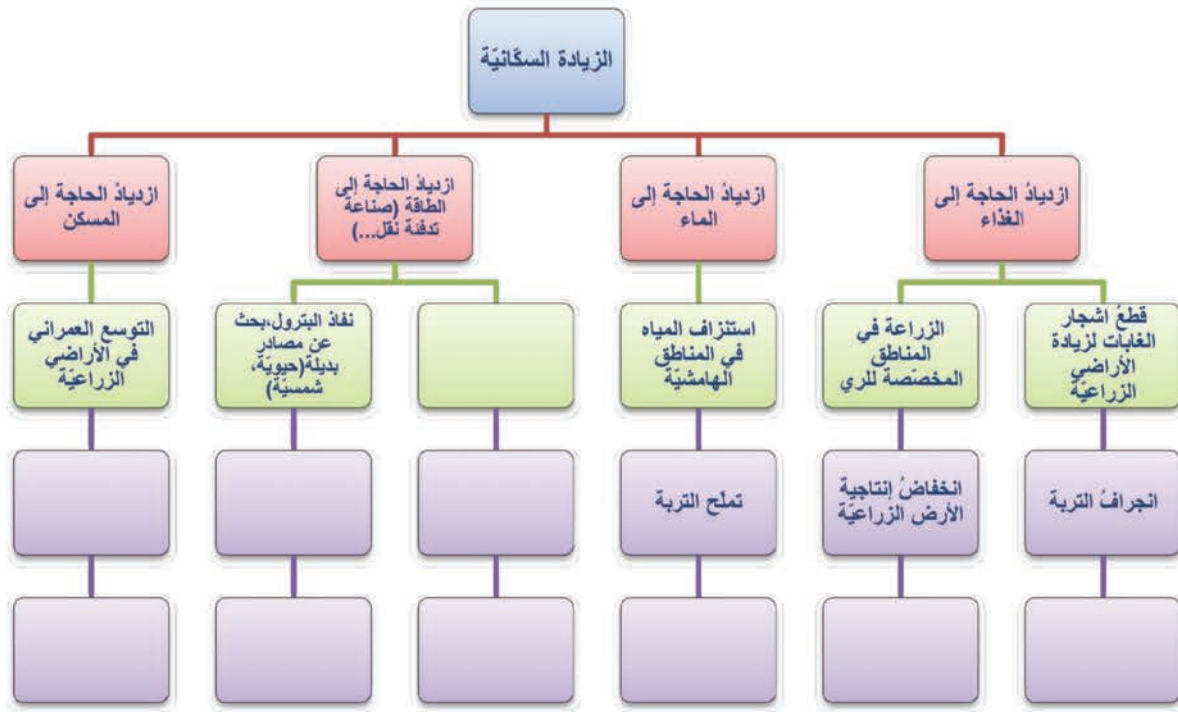 الزيادة السكّانيّة
ازديادُ الحاجة إلى
الغذاء
ازديادُ الحاجة إلى
الماء
ازديادُ الحاجة إلى
الطاقة (صناعة
تدفئة نقل...)
ازديادُ الحاجة إلى
المسكن
قطعُ اشجار
الغابات لزيادة
الأراضي
الزراعيّة
الزراعة في
المناطق
المخصّصة للري
استنزاف المياه
في المناطق
الهامشيّة
نفاذ البترول،بحث
عن مصادر
بديلة(حيويّة،
شمسيّة)
التوسع العمراني
في الأراضي
الزراعيّة
انجرافُ التربة
انخفاضُ إنتاجية
الأرض الزراعيّة
تملّح التربة